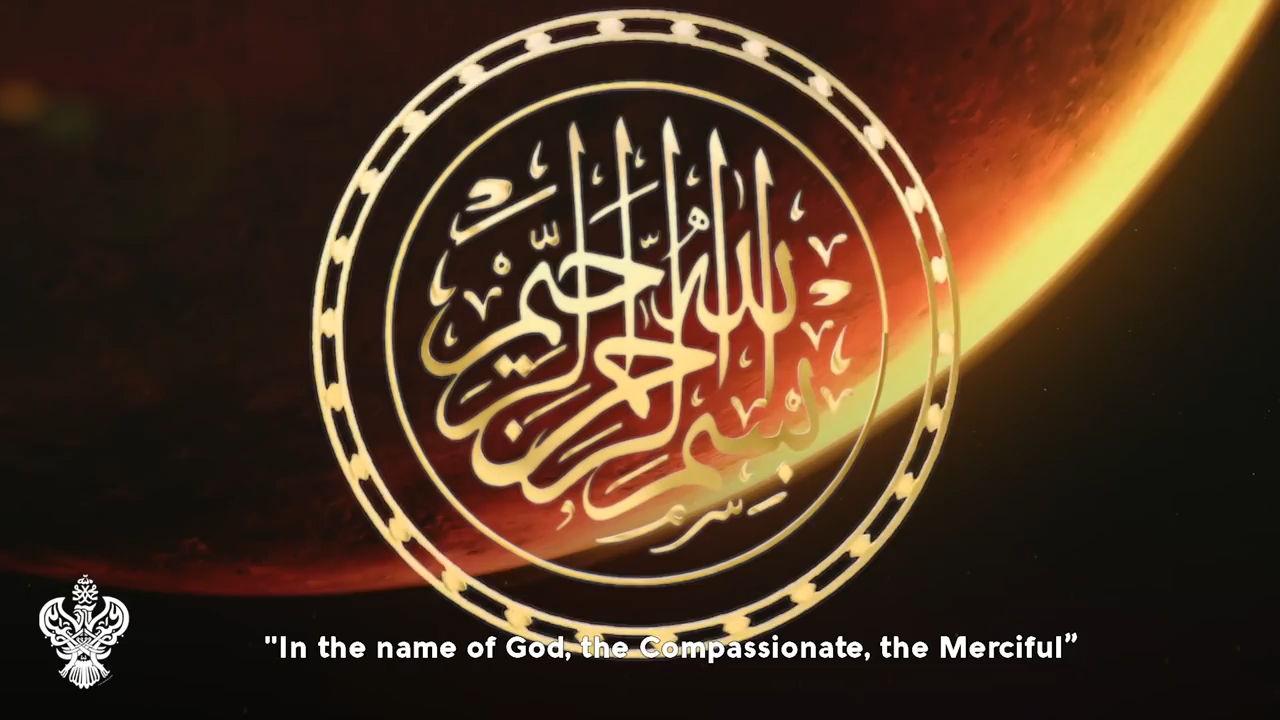 بسم الله الرحمن الرحيم
"In the name of God, the Compassionate, the Merciful”